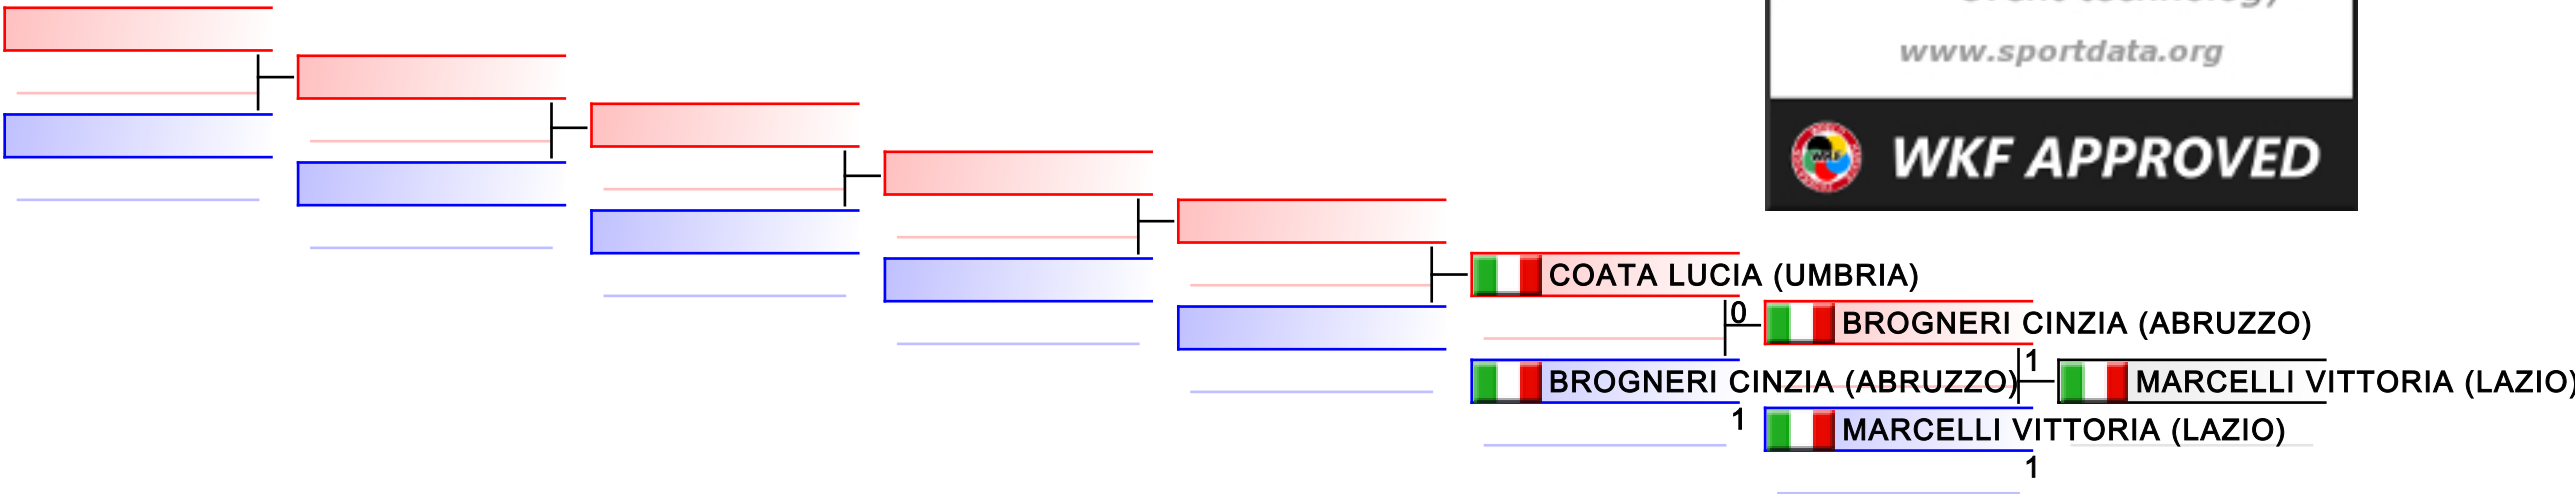 www.sportdata.org
WKF APPROVED
COATA LUCIA (UMBRIA)
0
BROGNERI CINZIA (ABRUZZO)
1
BROGNERI CINZIA (ABRUZZO)
MARCELLI VITTORIA (LAZIO)
1
MARCELLI VITTORIA (LAZIO)
1